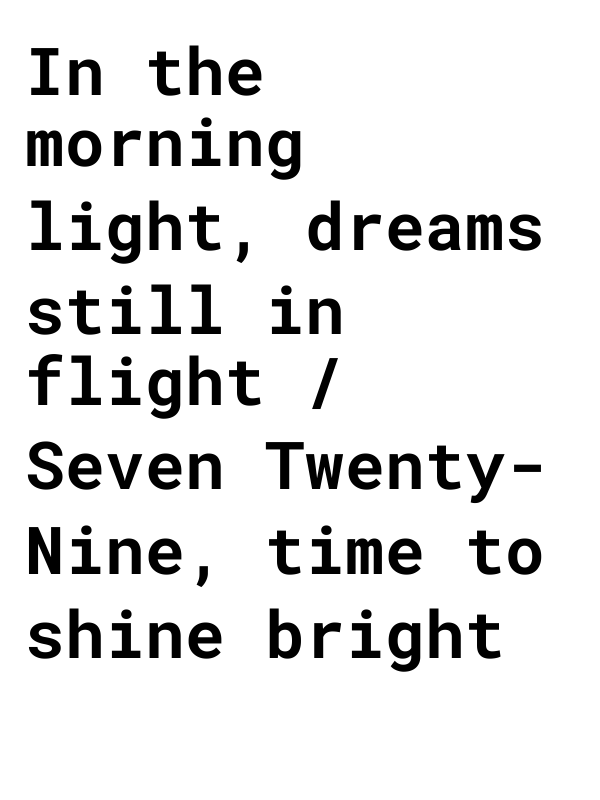 In the
morning
light, dreams
still in
flight /
Seven Twenty-
Nine, time to
shine bright